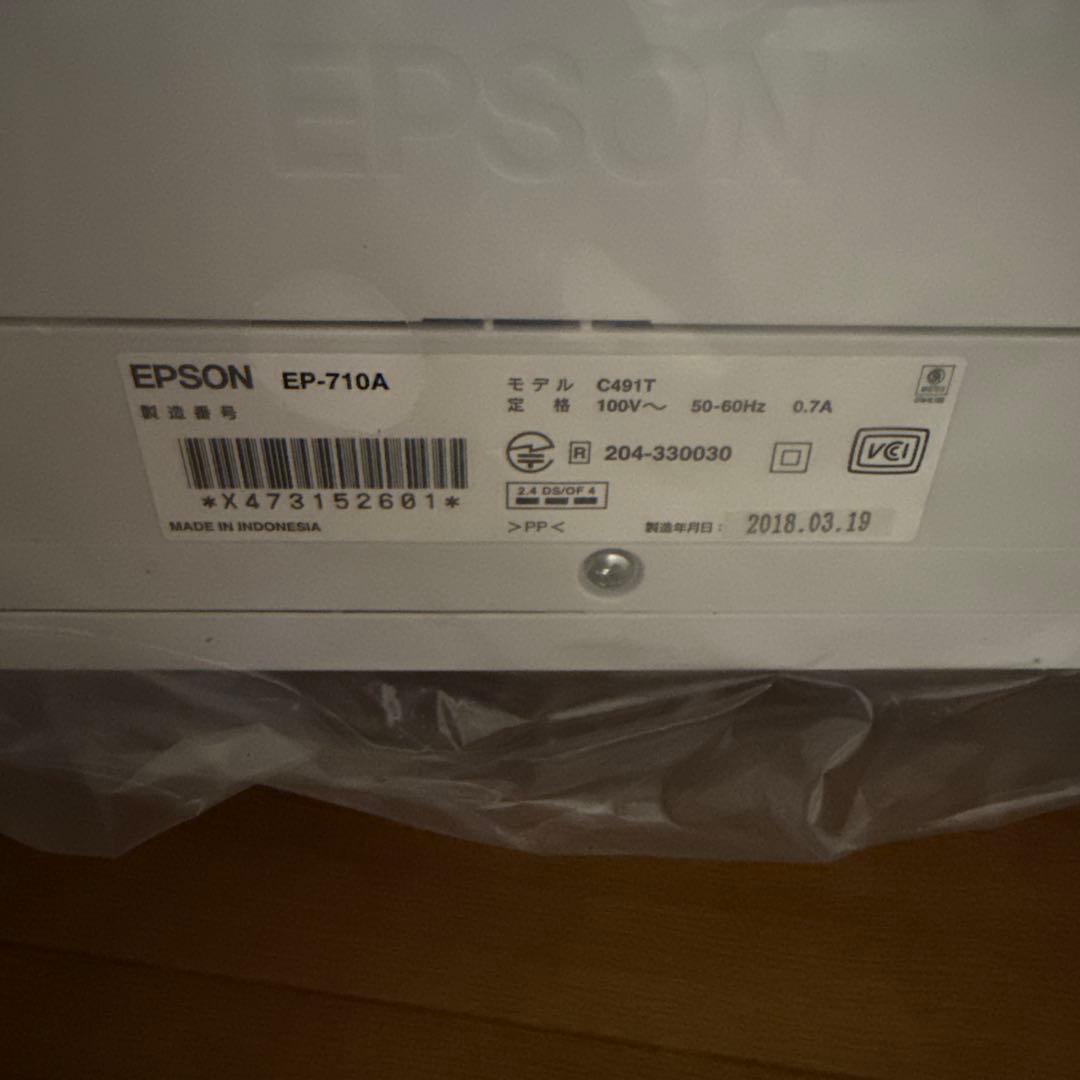 EPSON
EPSON EP-710A
製造番号
*X473152601*
MADE IN INDONESIA
モデル C491T
定格 100V～ 50-60Hz 0.7A
R 204-330030
VCCI
2.4 DS/OF 4
>PP<
製造年月日: 2018.03.19